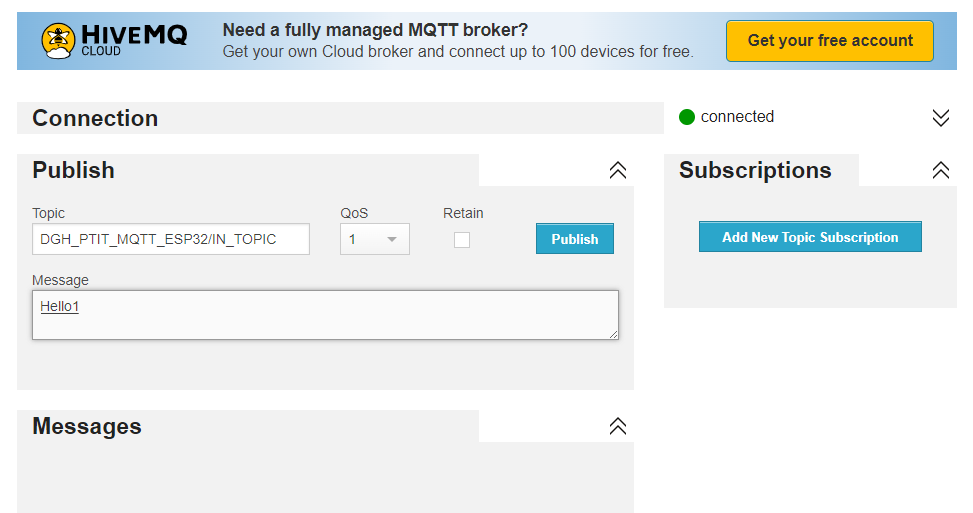 HIVEMQ
CLOUD
Need a fully managed MQTT broker?
Get your own Cloud broker and connect up to 100 devices for free.
Get your free account
Connection
connected
Publish
Subscriptions
Topic
QoS
Retain
DGH_PTIT_MQTT_ESP32/IN_TOPIC
1
Publish
Add New Topic Subscription
Message
Hello1
Messages